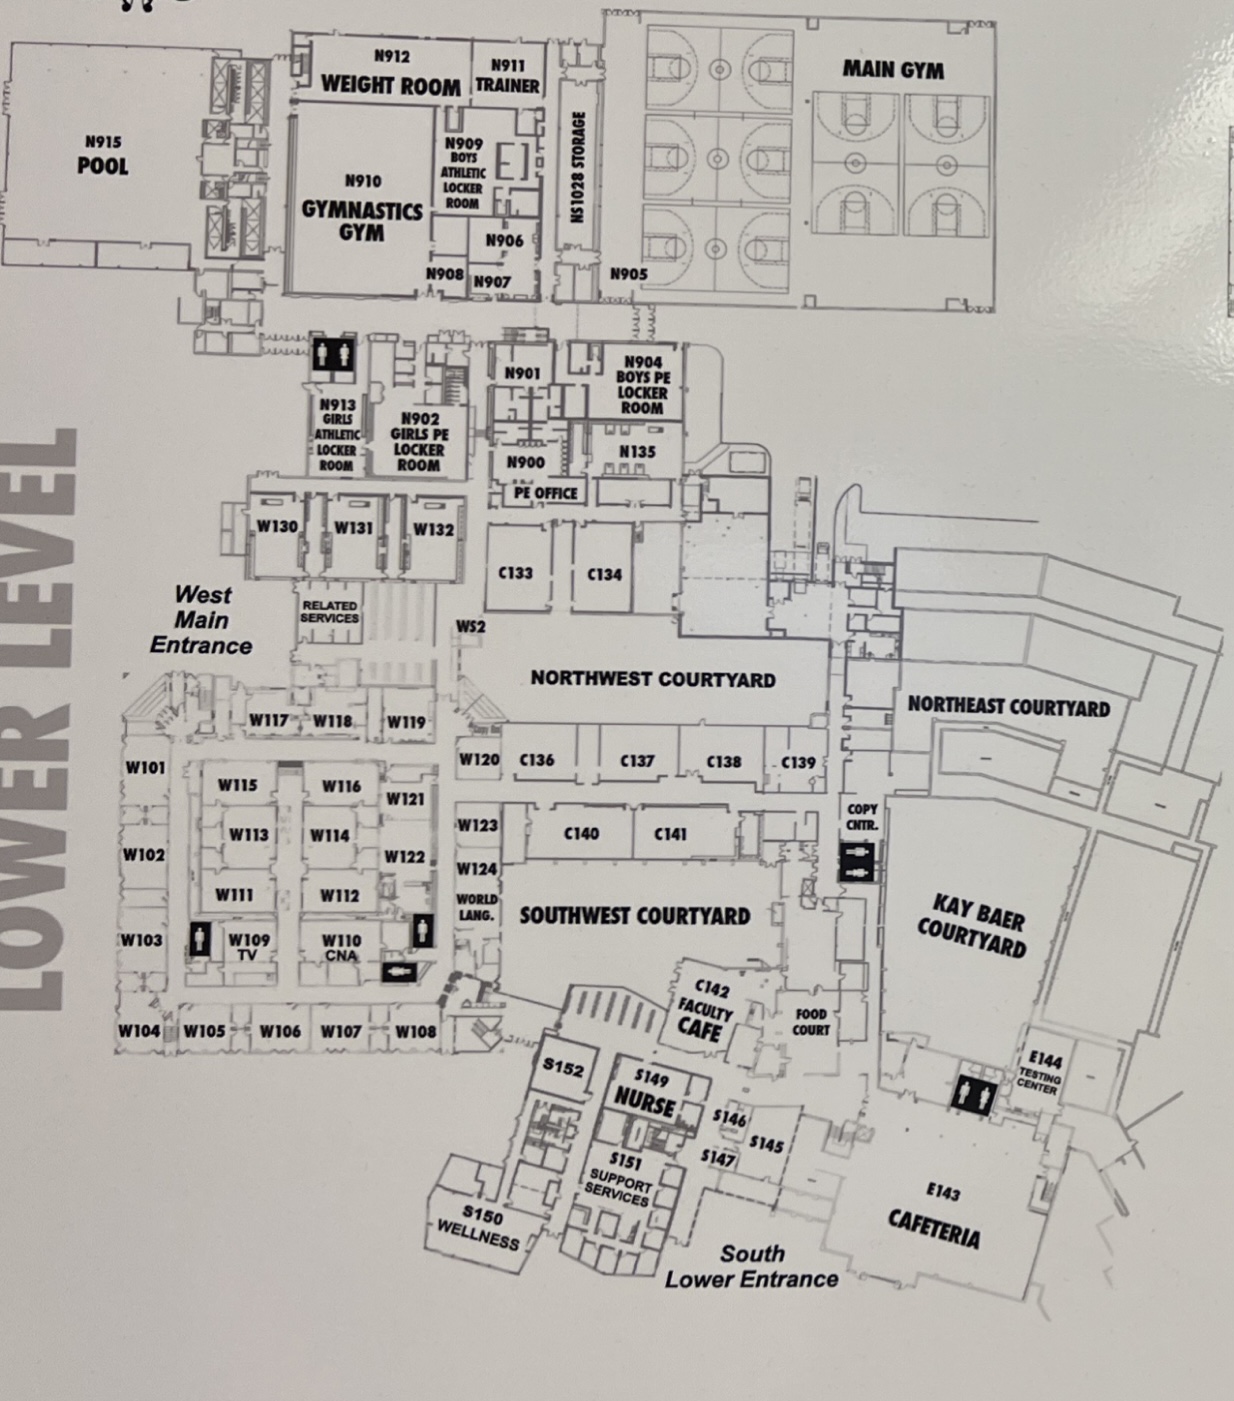 LOWER LEVEL
N912
WEIGHT ROOM
N911
TRAINER
MAIN GYM
N915
POOL
N910
GYMNASTICS
GYM
N909
BOYS
ATHLETIC
LOCKER
ROOM
NS1028 STORAGE
N906
N908
N907
N905
N913
GIRLS
ATHLETIC
LOCKER
ROOM
N902
GIRLS PE
LOCKER
ROOM
N901
N904
BOYS PE
LOCKER
ROOM
N900
N135
PE OFFICE
W130
W131
W132
C133
C134
West
Main
Entrance
RELATED
SERVICES
WS2
NORTHWEST COURTYARD
NORTHEAST COURTYARD
W117
W118
W119
W120
C136
C137
C138
C139
W101
W115
W116
W121
W113
W114
W123
C140
C141
COPY
CNTR.
W102
W122
W124
W111
W112
WORLD
LANG.
SOUTHWEST COURTYARD
KAY BAER
COURTYARD
W103
W109
TV
W110
CNA
W104
W105
W106
W107
W108
C142
FACULTY
CAFE
FOOD
COURT
E144
TESTING
CENTER
S152
S149
NURSE
S146
S145
S147
S151
SUPPORT
SERVICES
S150
WELLNESS
E143
CAFETERIA
South
Lower Entrance